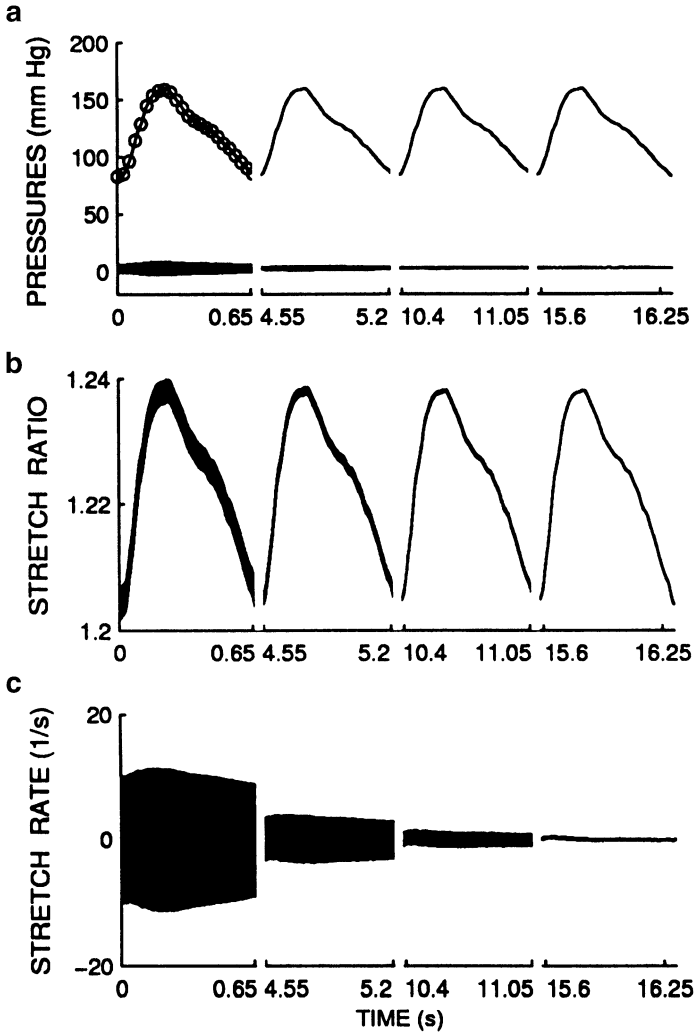 a
PRESSURES (mm Hg)
200
150
100
50
0
0 0.65 4.55 5.2 10.4 11.05 15.6 16.25
b
STRETCH RATIO
1.24
1.22
1.2
0 0.65 4.55 5.2 10.4 11.05 15.6 16.25
c
STRETCH RATE (1/s)
20
0
−20
0 0.65 4.55 5.2 10.4 11.05 15.6 16.25
TIME (s)